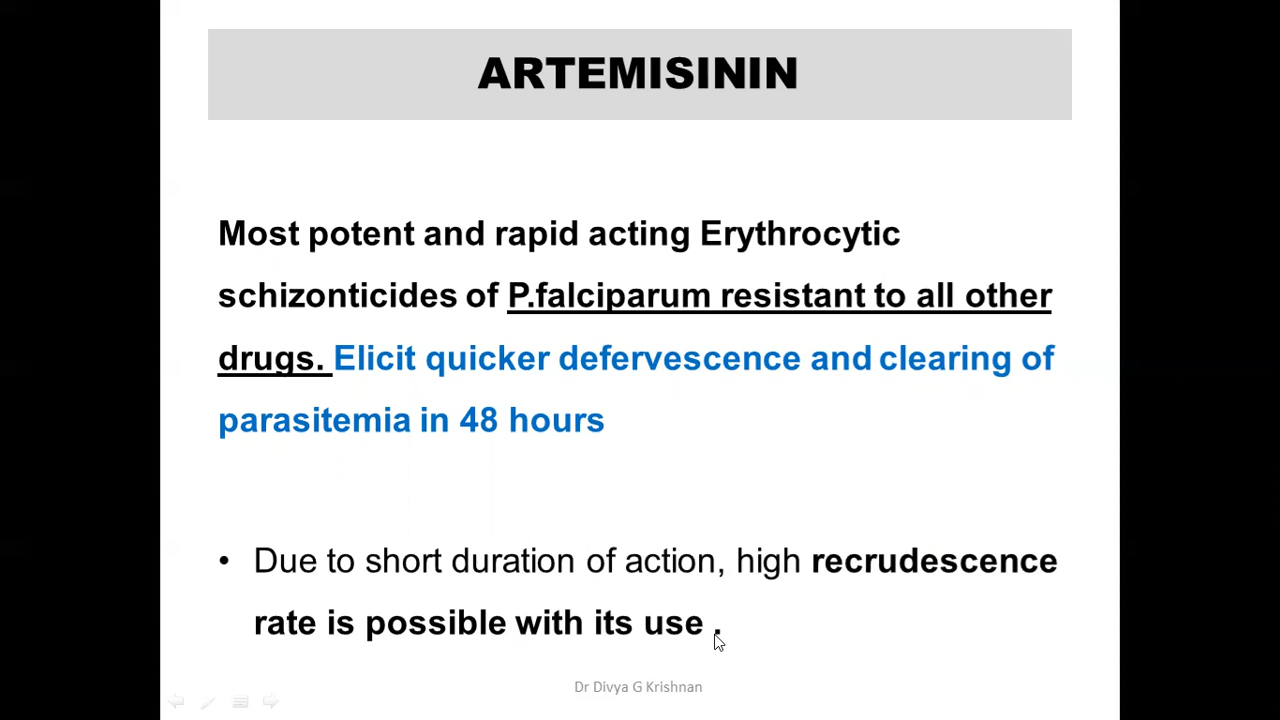 ARTEMISININ
Most potent and rapid acting Erythrocytic
schizonticides of P.falciparum resistant to all other
drugs. Elicit quicker defervescence and clearing of
parasitemia in 48 hours
• Due to short duration of action, high recrudescence
rate is possible with its use .
Dr Divya G Krishnan